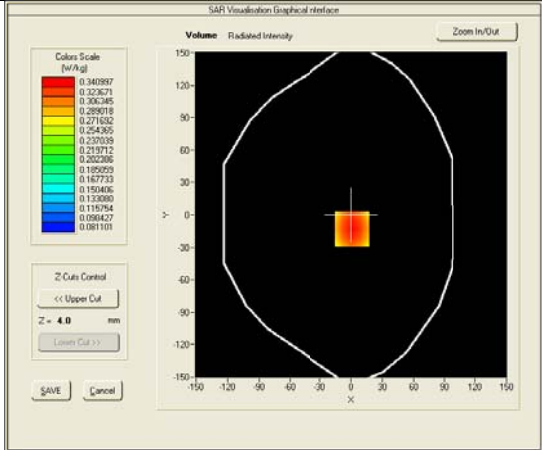 SAR Visualisation Graphical nterface
Volume Radiated Intensity
Zoom In/Out
Colors Scale
(W/kg)
0.340997
0.323671
0.306345
0.289018
0.271692
0.254365
0.237039
0.219712
0.202386
0.185059
0.167733
0.150406
0.133080
0.115754
0.098427
0.081101
Z-Cuts Control
<< Upper Cut
Z = 4.0 mm
Lower Cut >>
SAVE Cancel
150
120
90
60
30
0
-30
-60
-90
-120
-150
Y
-150 -120 -90 -60 -30 0 30 60 90 120 150
X